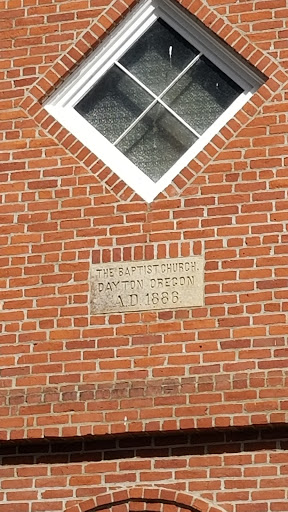 THE BAPTIST CHURCH.
DAYTON OREGON
A.D. 1886.